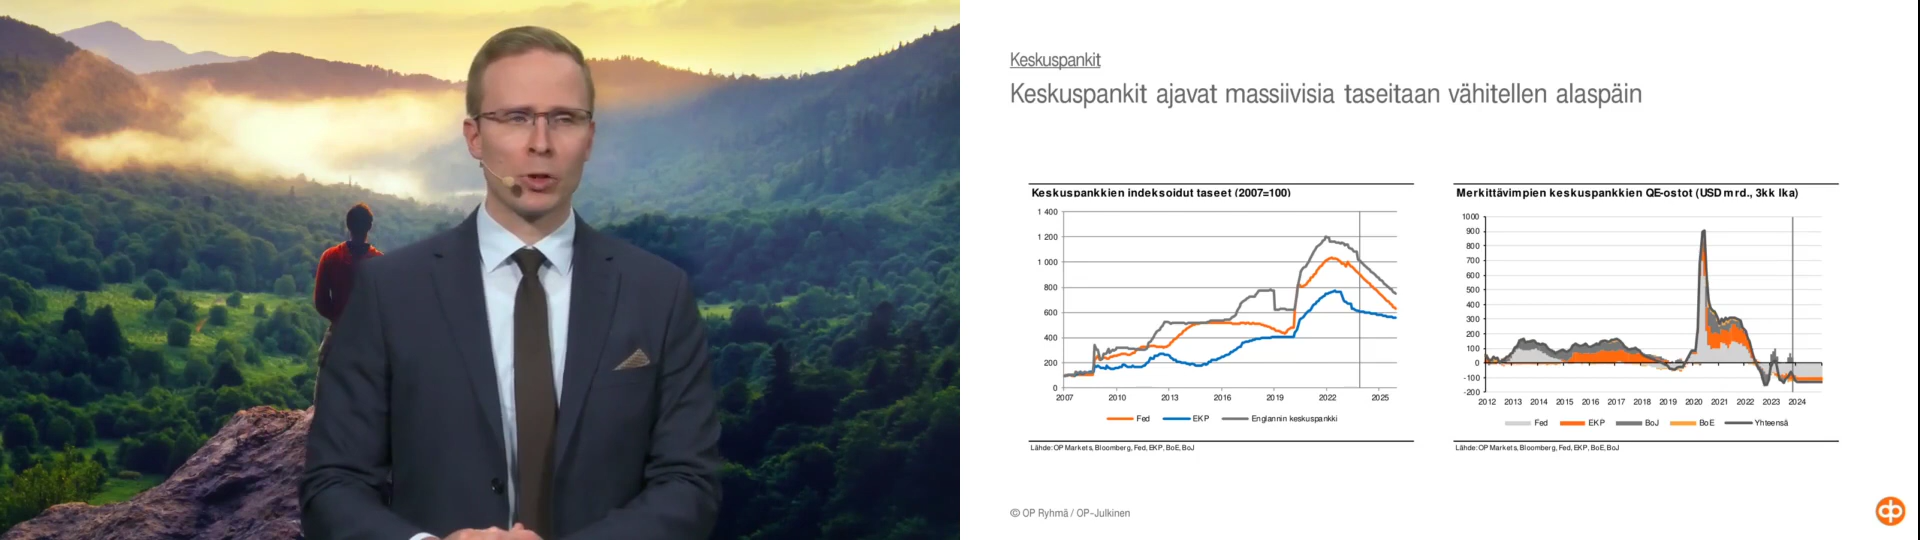 Keskuspankit
Keskuspankit ajavat massiivisia taseitaan vähitellen alaspäin
Keskuspankkien indeksoidut taseet (2007=100)
1 400
1 200
1 000
800
600
400
200
0
2007 2010 2013 2016 2019 2022 2025
Fed EKP Englannin keskuspankki
Lähde: OP Markets, Bloomberg, Fed, EKP, BoE, BoJ
Merkittävimpien keskuspankkien QE-ostot (USD mrd., 3kk lka)
1000
900
800
700
600
500
400
300
200
100
0
-100
-200
2012 2013 2014 2015 2016 2017 2018 2019 2020 2021 2022 2023 2024
Fed EKP BoJ BoE Yhteensä
Lähde: OP Markets, Bloomberg, Fed, EKP, BoE, BoJ
© OP Ryhmä / OP-Julkinen